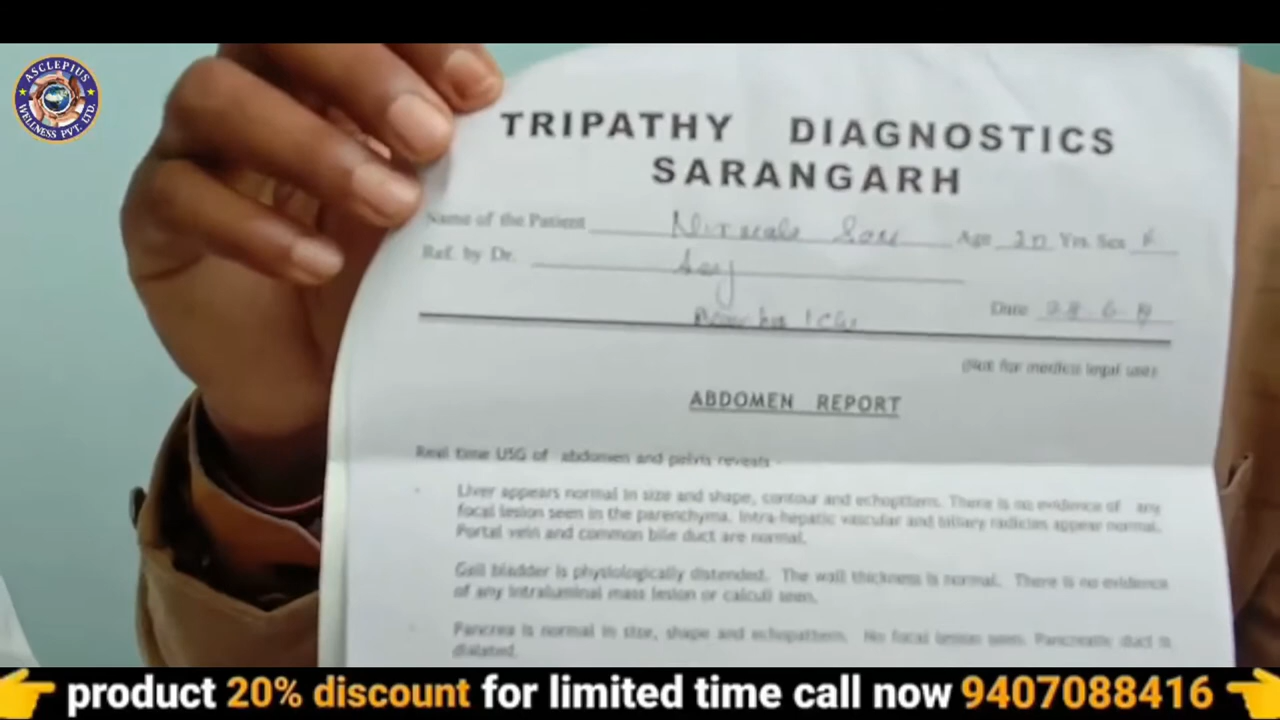 ASCLEPIUS
WELLNESS PVT. LTD.
TRIPATHY DIAGNOSTICS
SARANGARH
Name of the Patient Age Yrs. Sex F
Ref. by Dr.
Date
(Not for medico legal use)
ABDOMEN REPORT
Real time USG of abdomen and pelvis reveals -
- Liver appears normal in size and shape, contour and echopttern. There is no evidence of any
focal lesion seen in the parenchyma. Intra-hepatic vascular and biliary radicles appear normal.
Portal vein and common bile duct are normal.
Gall bladder is physiologically distended. The wall thickness is normal. There is no evidence
of any intraluminal mass lesion or calculi seen.
- Pancrea is normal in size, shape and echopattern. No focal lesion seen. Pancreatic duct is
dialated.
👉 product 20% discount for limited time call now 9407088416 👈